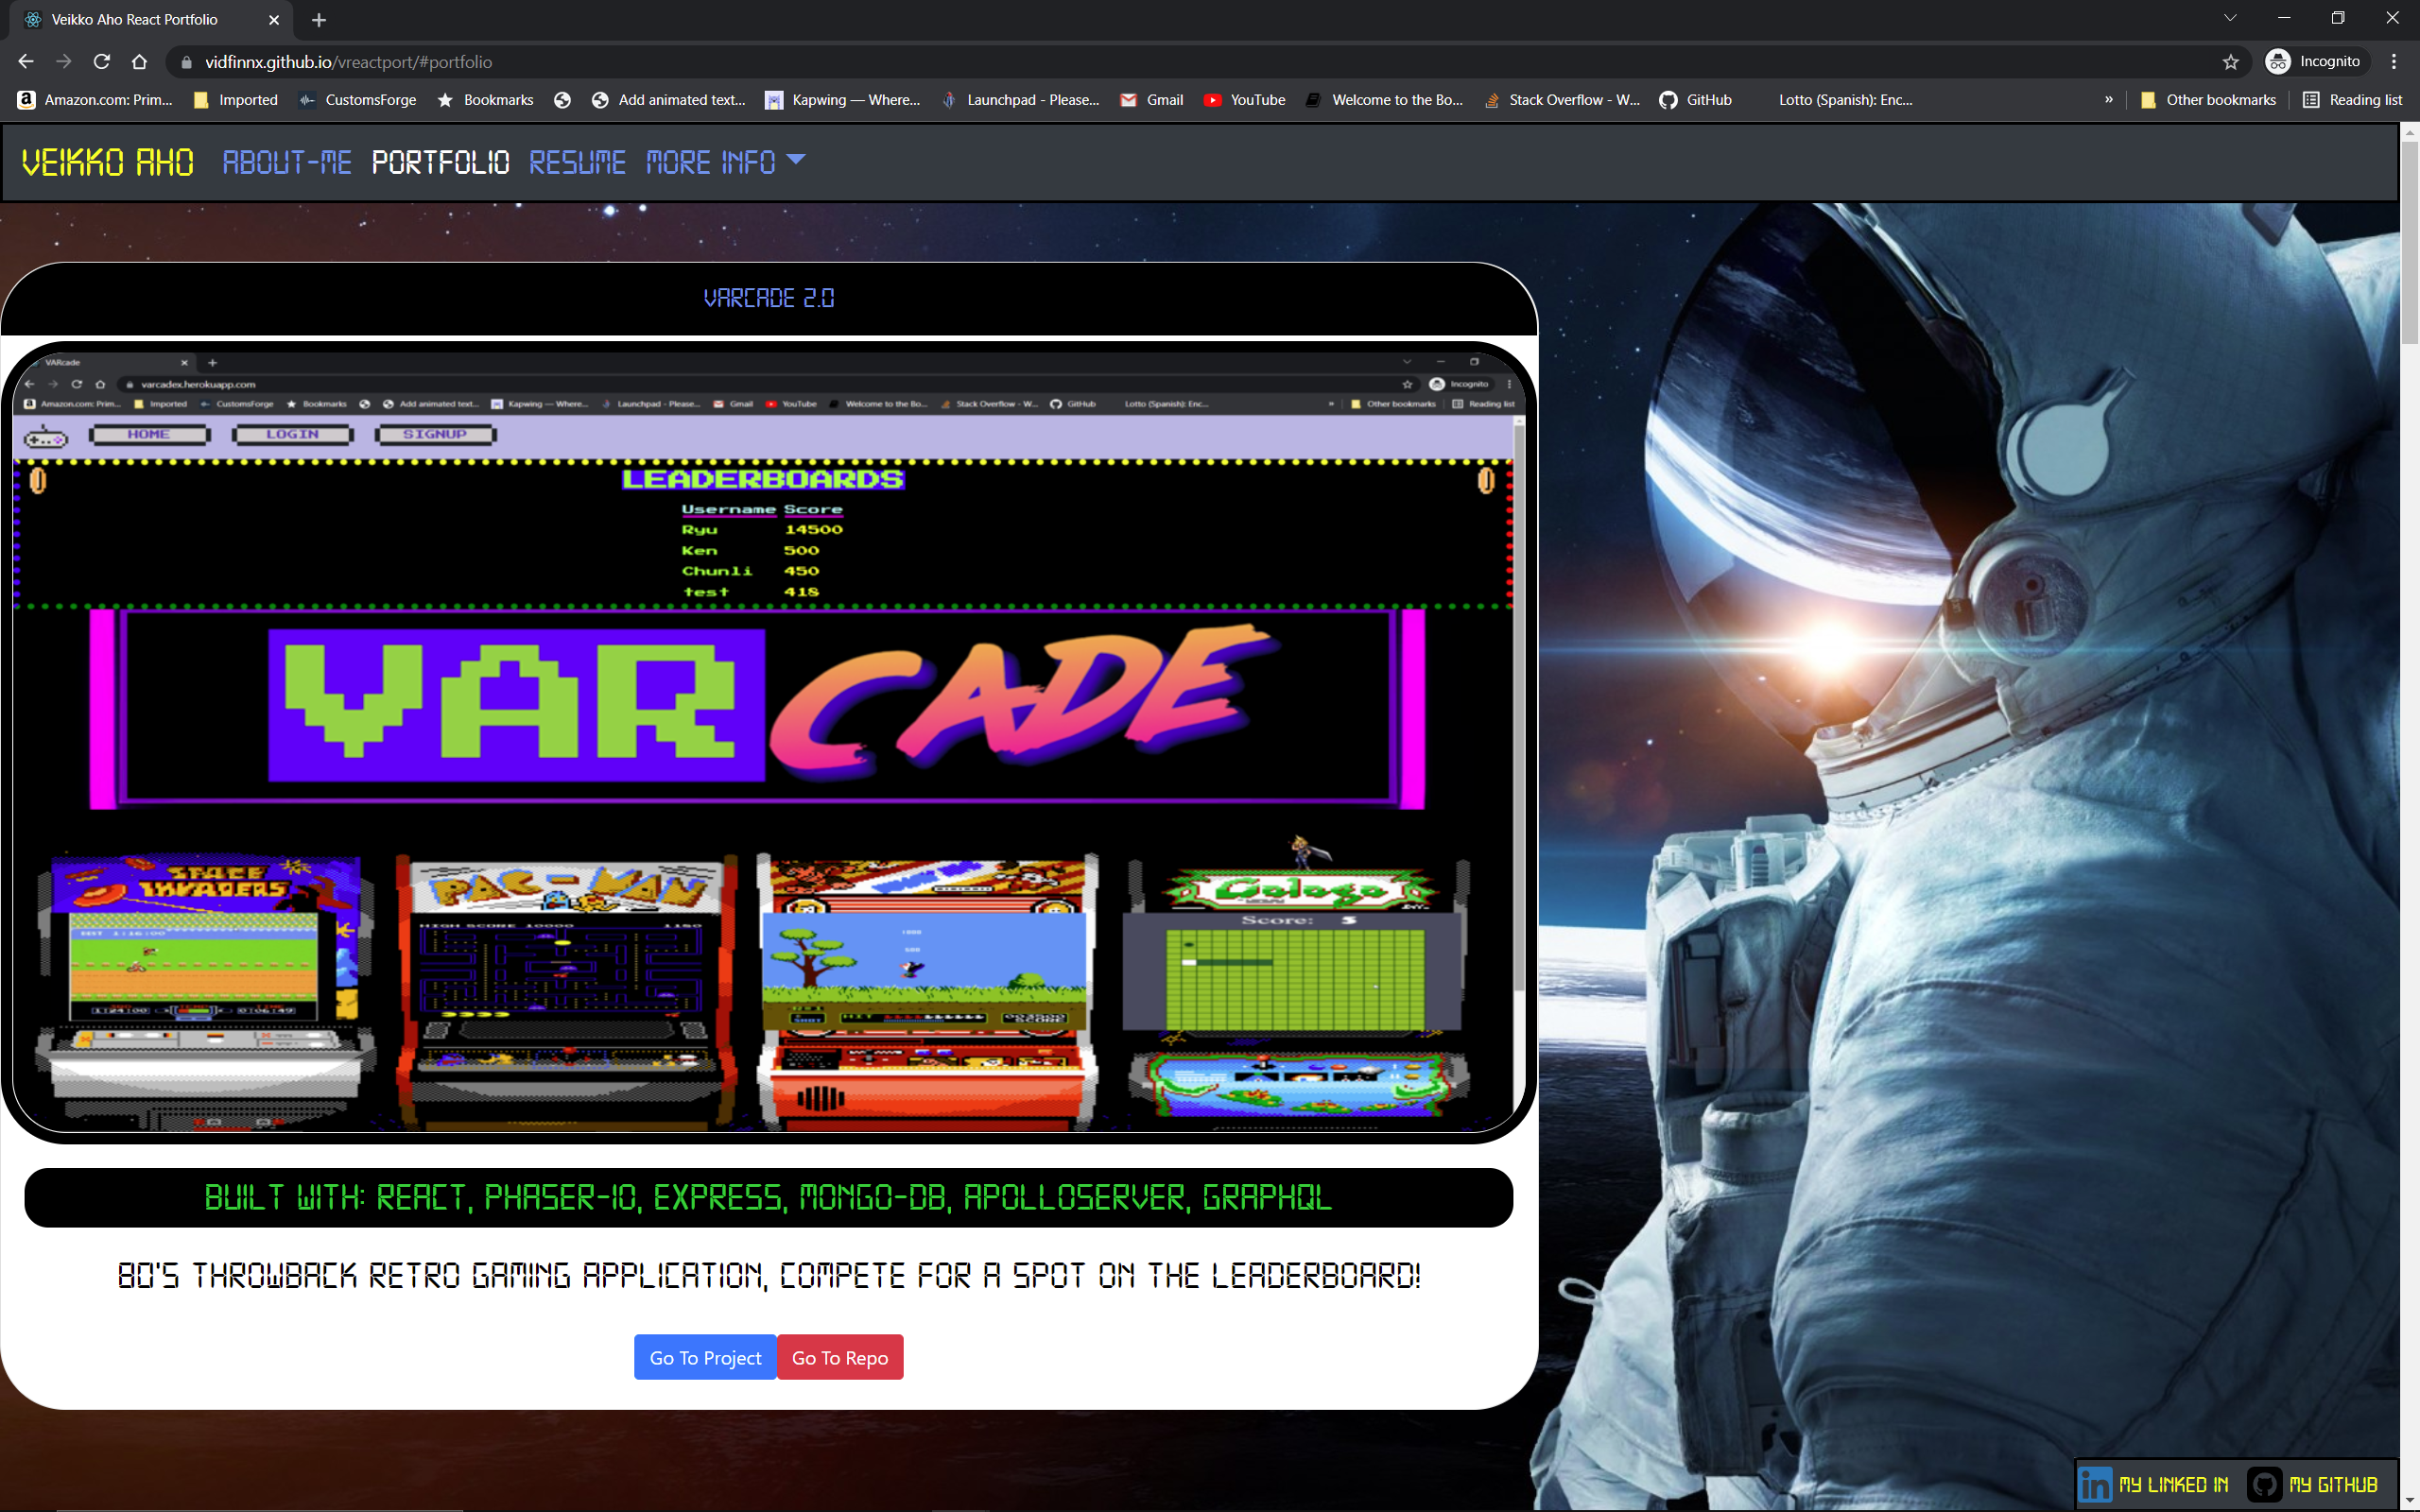 Veikko Aho React Portfolio
vidfinnx.github.io/vreactport/#portfolio
Incognito
Amazon.com: Prim... Imported CustomsForge Bookmarks Add animated text... Kapwing — Where... Launchpad - Please... Gmail YouTube Welcome to the Bo... Stack Overflow - W... GitHub Lotto (Spanish): Enc... » Other bookmarks Reading list
VEIKKO AHO ABOUT-ME PORTFOLIO RESUME MORE INFO
VARCADE 2.0
VARcade
varcadex.herokuapp.com Incognito
Amazon.com: Prim... Imported CustomsForge Bookmarks Add animated text... Kapwing — Where... Launchpad - Please... Gmail YouTube Welcome to the Bo... Stack Overflow - W... GitHub Lotto (Spanish): Enc... » Other bookmarks Reading list
HOME LOGIN SIGNUP
LEADERBOARDS
Username Score
Ryu 14500
Ken 500
Chunli 450
test 418
VARCADE
SPACE INVADERS
PAC-MAN
Galaga
Score: 3
HIGH SCORE 10000
BUILT WITH: REACT, PHASER-IO, EXPRESS, MONGO-DB, APOLLOSERVER, GRAPHQL
80'S THROWBACK RETRO GAMING APPLICATION, COMPETE FOR A SPOT ON THE LEADERBOARD!
Go To Project Go To Repo
MY LINKED IN MY GITHUB